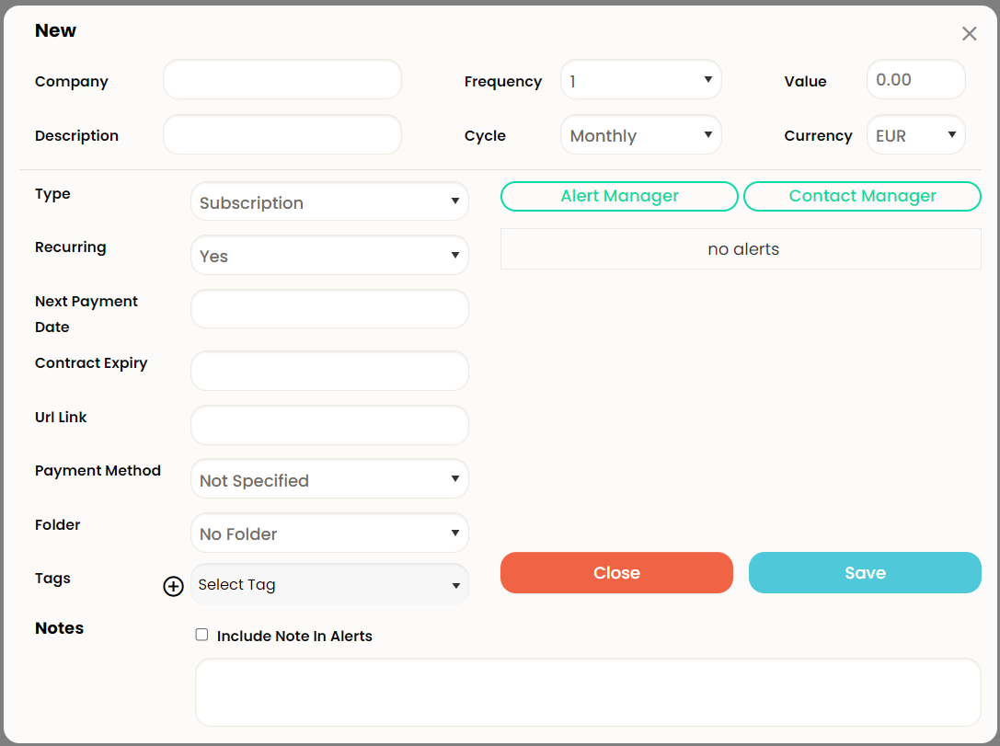 New
Company
Frequency 1
Value 0.00
Description
Cycle Monthly
Currency EUR
Type Subscription
Alert Manager
Contact Manager
Recurring Yes
no alerts
Next Payment
Date
Contract Expiry
Url Link
Payment Method Not Specified
Folder No Folder
Tags Select Tag
Close
Save
Notes
Include Note In Alerts